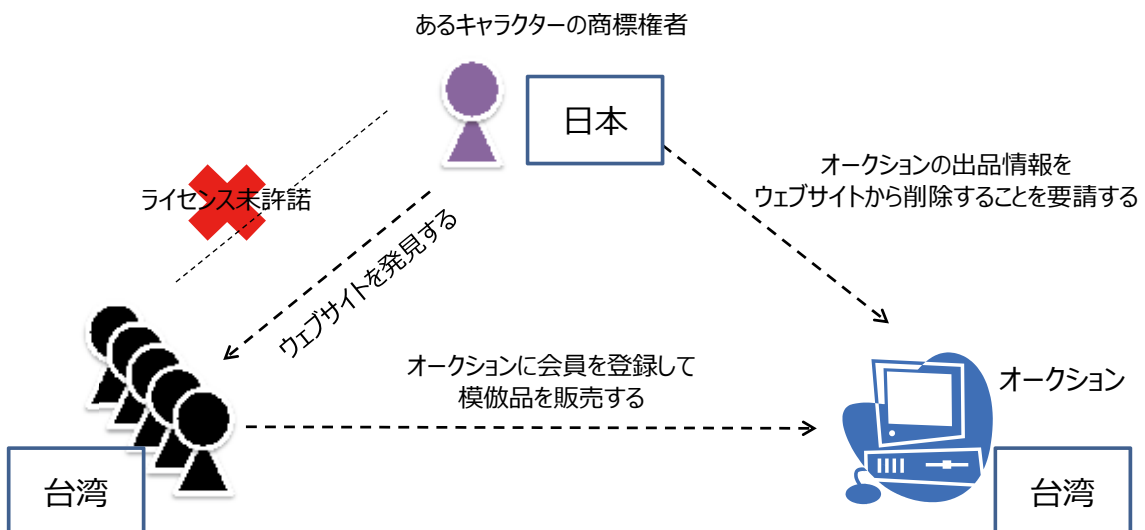 あるキャラクターの商標権者
日本
オークションの出品情報を
ウェブサイトから削除することを要請する
ライセンス未許諾
ウェブサイトを発見する
オークションに会員を登録して
模倣品を販売する
オークション
台湾
台湾